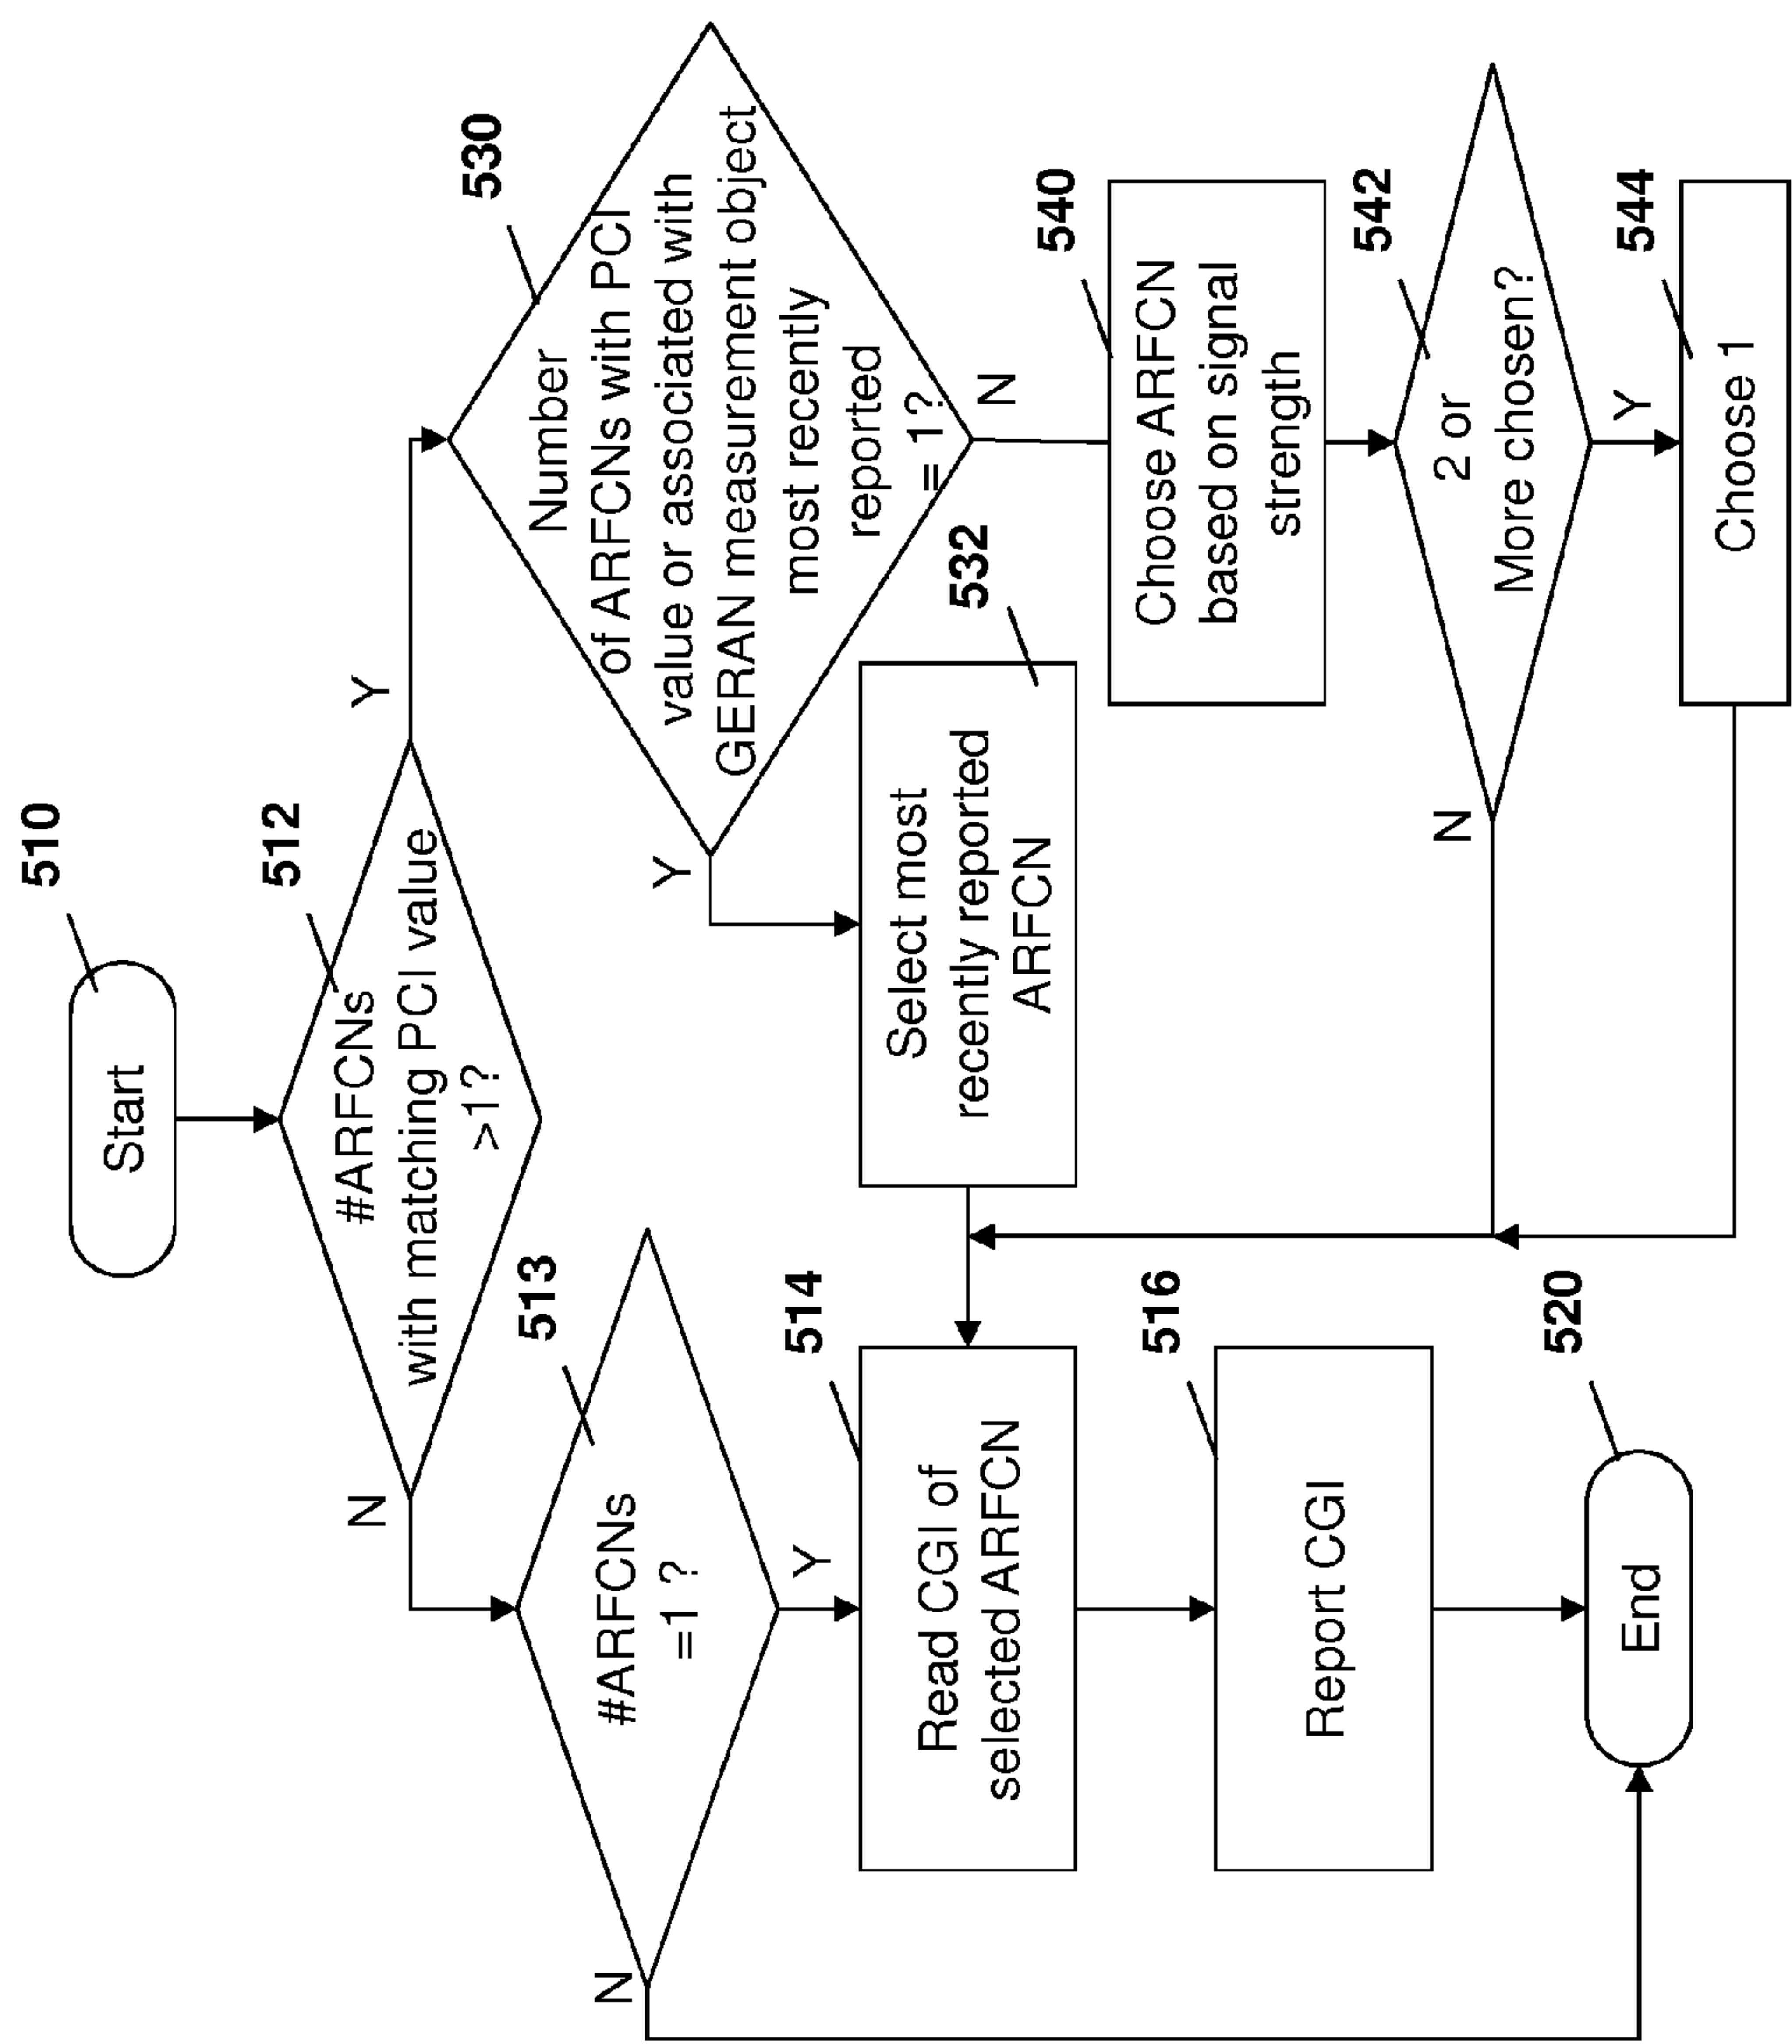 510
Start
512
#ARFCNs
with matching PCI value
>1?
N
Y
513
#ARFCNs
=1 ?
N
Y
514
Read CGI of
selected ARFCN
516
Report CGI
520
End
530
Number
of ARFCNs with PCI
value or associated with
GERAN measurement object
most recently
reported
= 1?
Y
N
532
Select most
recently reported
ARFCN
540
Choose ARFCN
based on signal
strength
542
2 or
More chosen?
N
Y
544
Choose 1